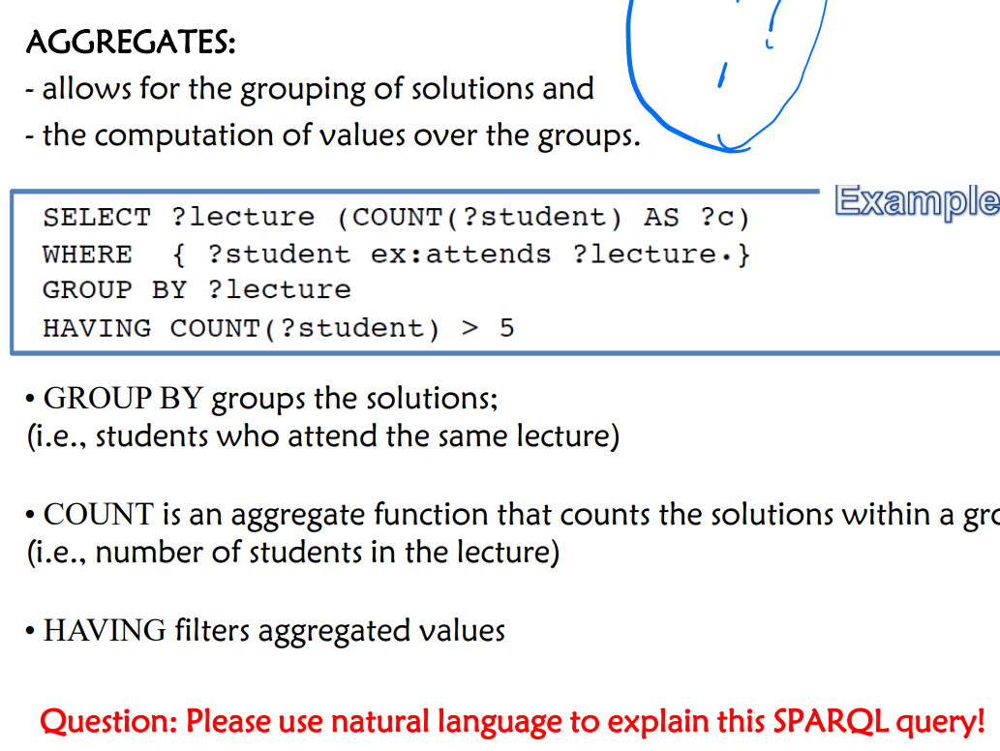 AGGREGATES:
- allows for the grouping of solutions and
- the computation of values over the groups.
Example
SELECT ?lecture (COUNT(?student) AS ?c)
WHERE { ?student ex:attends ?lecture.}
GROUP BY ?lecture
HAVING COUNT(?student) > 5
• GROUP BY groups the solutions;
(i.e., students who attend the same lecture)
• COUNT is an aggregate function that counts the solutions within a
(i.e., number of students in the lecture)
• HAVING filters aggregated values
Question: Please use natural language to explain this SPARQL query!